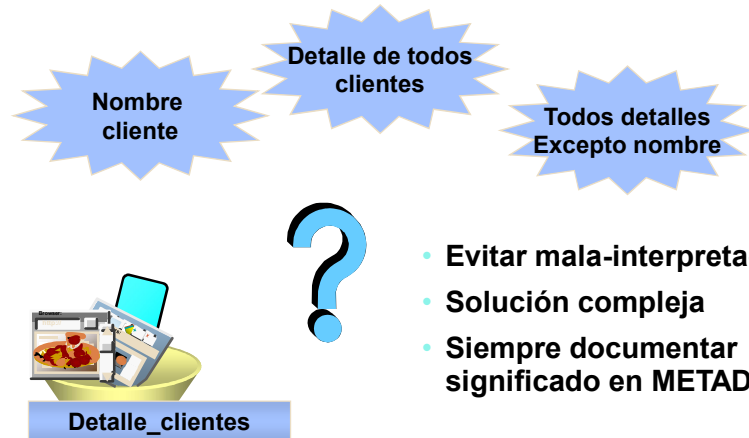 Detalle de todos
clientes
Nombre
cliente
Todos detalles
Excepto nombre
Evitar mala-interpreta
Solución compleja
Siempre documentar
significado en METAD
Browser:
Detalle_clientes